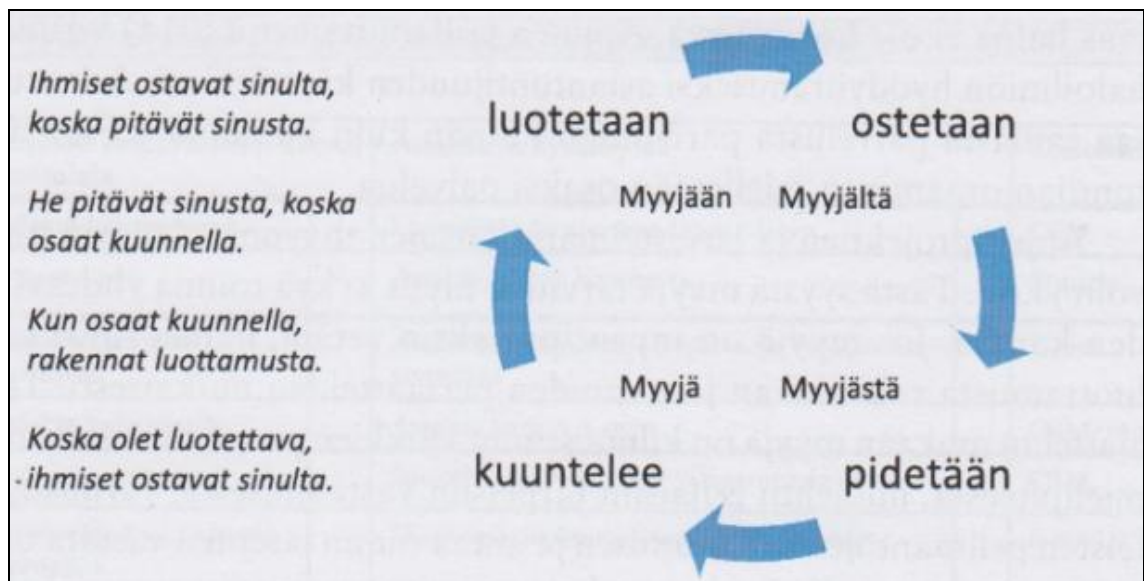 Ihmiset ostavat sinulta,
koska pitävät sinusta.
He pitävät sinusta, koska
osaat kuunnella.
Kun osaat kuunnella,
rakennat luottamusta.
Koska olet luotettava,
ihmiset ostavat sinulta.
luotetaan ostetaan
Myyjään Myyjältä
Myyjä Myyjästä
kuuntelee pidetään